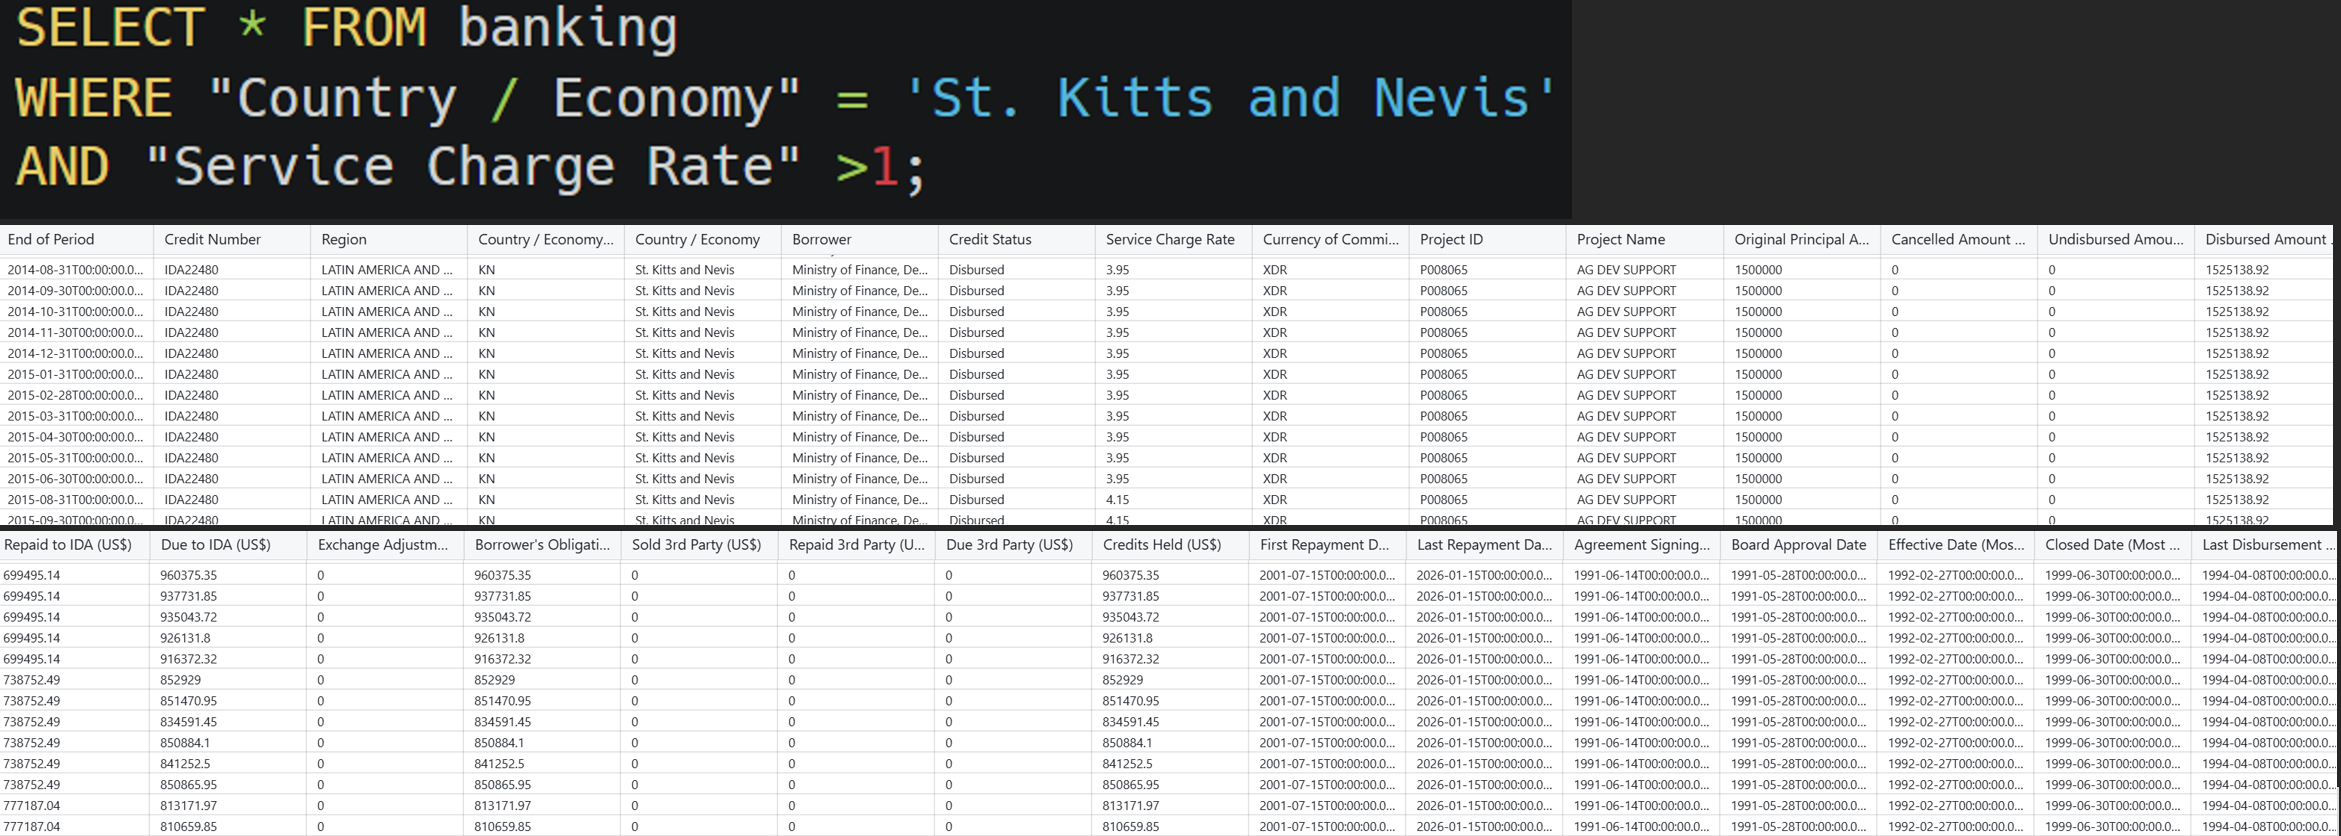 SELECT * FROM banking
WHERE "Country / Economy" = 'St. Kitts and Nevis'
AND "Service Charge Rate" >1;
End of Period Credit Number Region Country / Economy... Country / Economy Borrower Credit Status Service Charge Rate Currency of Commi... Project ID Project Name Original Principal A... Cancelled Amount ... Undisbursed Amou... Disbursed Amount
2014-08-31T00:00:00.0... IDA22480 LATIN AMERICA AND ... KN St. Kitts and Nevis Ministry of Finance, De... Disbursed 3.95 XDR P008065 AG DEV SUPPORT 1500000 0 0 1525138.92
2014-09-30T00:00:00.0... IDA22480 LATIN AMERICA AND ... KN St. Kitts and Nevis Ministry of Finance, De... Disbursed 3.95 XDR P008065 AG DEV SUPPORT 1500000 0 0 1525138.92
2014-10-31T00:00:00.0... IDA22480 LATIN AMERICA AND ... KN St. Kitts and Nevis Ministry of Finance, De... Disbursed 3.95 XDR P008065 AG DEV SUPPORT 1500000 0 0 1525138.92
2014-11-30T00:00:00.0... IDA22480 LATIN AMERICA AND ... KN St. Kitts and Nevis Ministry of Finance, De... Disbursed 3.95 XDR P008065 AG DEV SUPPORT 1500000 0 0 1525138.92
2014-12-31T00:00:00.0... IDA22480 LATIN AMERICA AND ... KN St. Kitts and Nevis Ministry of Finance, De... Disbursed 3.95 XDR P008065 AG DEV SUPPORT 1500000 0 0 1525138.92
2015-01-31T00:00:00.0... IDA22480 LATIN AMERICA AND ... KN St. Kitts and Nevis Ministry of Finance, De... Disbursed 3.95 XDR P008065 AG DEV SUPPORT 1500000 0 0 1525138.92
2015-02-28T00:00:00.0... IDA22480 LATIN AMERICA AND ... KN St. Kitts and Nevis Ministry of Finance, De... Disbursed 3.95 XDR P008065 AG DEV SUPPORT 1500000 0 0 1525138.92
2015-03-31T00:00:00.0... IDA22480 LATIN AMERICA AND ... KN St. Kitts and Nevis Ministry of Finance, De... Disbursed 3.95 XDR P008065 AG DEV SUPPORT 1500000 0 0 1525138.92
2015-04-30T00:00:00.0... IDA22480 LATIN AMERICA AND ... KN St. Kitts and Nevis Ministry of Finance, De... Disbursed 3.95 XDR P008065 AG DEV SUPPORT 1500000 0 0 1525138.92
2015-05-31T00:00:00.0... IDA22480 LATIN AMERICA AND ... KN St. Kitts and Nevis Ministry of Finance, De... Disbursed 3.95 XDR P008065 AG DEV SUPPORT 1500000 0 0 1525138.92
2015-06-30T00:00:00.0... IDA22480 LATIN AMERICA AND ... KN St. Kitts and Nevis Ministry of Finance, De... Disbursed 3.95 XDR P008065 AG DEV SUPPORT 1500000 0 0 1525138.92
2015-08-31T00:00:00.0... IDA22480 LATIN AMERICA AND ... KN St. Kitts and Nevis Ministry of Finance, De... Disbursed 4.15 XDR P008065 AG DEV SUPPORT 1500000 0 0 1525138.92
2015-09-30T00:00:00.0... IDA22480 LATIN AMERICA AND ... KN St. Kitts and Nevis Ministry of Finance, De... Disbursed 4.15 XDR P008065 AG DEV SUPPORT 1500000 0 0 1525138.92
Repaid to IDA (US$) Due to IDA (US$) Exchange Adjustm... Borrower's Obligati... Sold 3rd Party (US$) Repaid 3rd Party (U... Due 3rd Party (US$) Credits Held (US$) First Repayment D... Last Repayment Da... Agreement Signing... Board Approval Date Effective Date (Mos... Closed Date (Most ... Last Disbursement ...
699495.14 960375.35 0 960375.35 0 0 0 960375.35 2001-07-15T00:00:00.0... 2026-01-15T00:00:00.0... 1991-06-14T00:00:00.0... 1991-05-28T00:00:00.0... 1992-02-27T00:00:00.0... 1999-06-30T00:00:00.0... 1994-04-08T00:00:00.0...
699495.14 937731.85 0 937731.85 0 0 0 937731.85 2001-07-15T00:00:00.0... 2026-01-15T00:00:00.0... 1991-06-14T00:00:00.0... 1991-05-28T00:00:00.0... 1992-02-27T00:00:00.0... 1999-06-30T00:00:00.0... 1994-04-08T00:00:00.0...
699495.14 935043.72 0 935043.72 0 0 0 935043.72 2001-07-15T00:00:00.0... 2026-01-15T00:00:00.0... 1991-06-14T00:00:00.0... 1991-05-28T00:00:00.0... 1992-02-27T00:00:00.0... 1999-06-30T00:00:00.0... 1994-04-08T00:00:00.0...
699495.14 926131.8 0 926131.8 0 0 0 926131.8 2001-07-15T00:00:00.0... 2026-01-15T00:00:00.0... 1991-06-14T00:00:00.0... 1991-05-28T00:00:00.0... 1992-02-27T00:00:00.0... 1999-06-30T00:00:00.0... 1994-04-08T00:00:00.0...
699495.14 916372.32 0 916372.32 0 0 0 916372.32 2001-07-15T00:00:00.0... 2026-01-15T00:00:00.0... 1991-06-14T00:00:00.0... 1991-05-28T00:00:00.0... 1992-02-27T00:00:00.0... 1999-06-30T00:00:00.0... 1994-04-08T00:00:00.0...
738752.49 852929 0 852929 0 0 0 852929 2001-07-15T00:00:00.0... 2026-01-15T00:00:00.0... 1991-06-14T00:00:00.0... 1991-05-28T00:00:00.0... 1992-02-27T00:00:00.0... 1999-06-30T00:00:00.0... 1994-04-08T00:00:00.0...
738752.49 851470.95 0 851470.95 0 0 0 851470.95 2001-07-15T00:00:00.0... 2026-01-15T00:00:00.0... 1991-06-14T00:00:00.0... 1991-05-28T00:00:00.0... 1992-02-27T00:00:00.0... 1999-06-30T00:00:00.0... 1994-04-08T00:00:00.0...
738752.49 834591.45 0 834591.45 0 0 0 834591.45 2001-07-15T00:00:00.0... 2026-01-15T00:00:00.0... 1991-06-14T00:00:00.0... 1991-05-28T00:00:00.0... 1992-02-27T00:00:00.0... 1999-06-30T00:00:00.0... 1994-04-08T00:00:00.0...
738752.49 850884.1 0 850884.1 0 0 0 850884.1 2001-07-15T00:00:00.0... 2026-01-15T00:00:00.0... 1991-06-14T00:00:00.0... 1991-05-28T00:00:00.0... 1992-02-27T00:00:00.0... 1999-06-30T00:00:00.0... 1994-04-08T00:00:00.0...
738752.49 841252.5 0 841252.5 0 0 0 841252.5 2001-07-15T00:00:00.0... 2026-01-15T00:00:00.0... 1991-06-14T00:00:00.0... 1991-05-28T00:00:00.0... 1992-02-27T00:00:00.0... 1999-06-30T00:00:00.0... 1994-04-08T00:00:00.0...
738752.49 850865.95 0 850865.95 0 0 0 850865.95 2001-07-15T00:00:00.0... 2026-01-15T00:00:00.0... 1991-06-14T00:00:00.0... 1991-05-28T00:00:00.0... 1992-02-27T00:00:00.0... 1999-06-30T00:00:00.0... 1994-04-08T00:00:00.0...
777187.04 813171.97 0 813171.97 0 0 0 813171.97 2001-07-15T00:00:00.0... 2026-01-15T00:00:00.0... 1991-06-14T00:00:00.0... 1991-05-28T00:00:00.0... 1992-02-27T00:00:00.0... 1999-06-30T00:00:00.0... 1994-04-08T00:00:00.0...
777187.04 810659.85 0 810659.85 0 0 0 810659.85 2001-07-15T00:00:00.0... 2026-01-15T00:00:00.0... 1991-06-14T00:00:00.0... 1991-05-28T00:00:00.0... 1992-02-27T00:00:00.0... 1999-06-30T00:00:00.0... 1994-04-08T00:00:00.0...